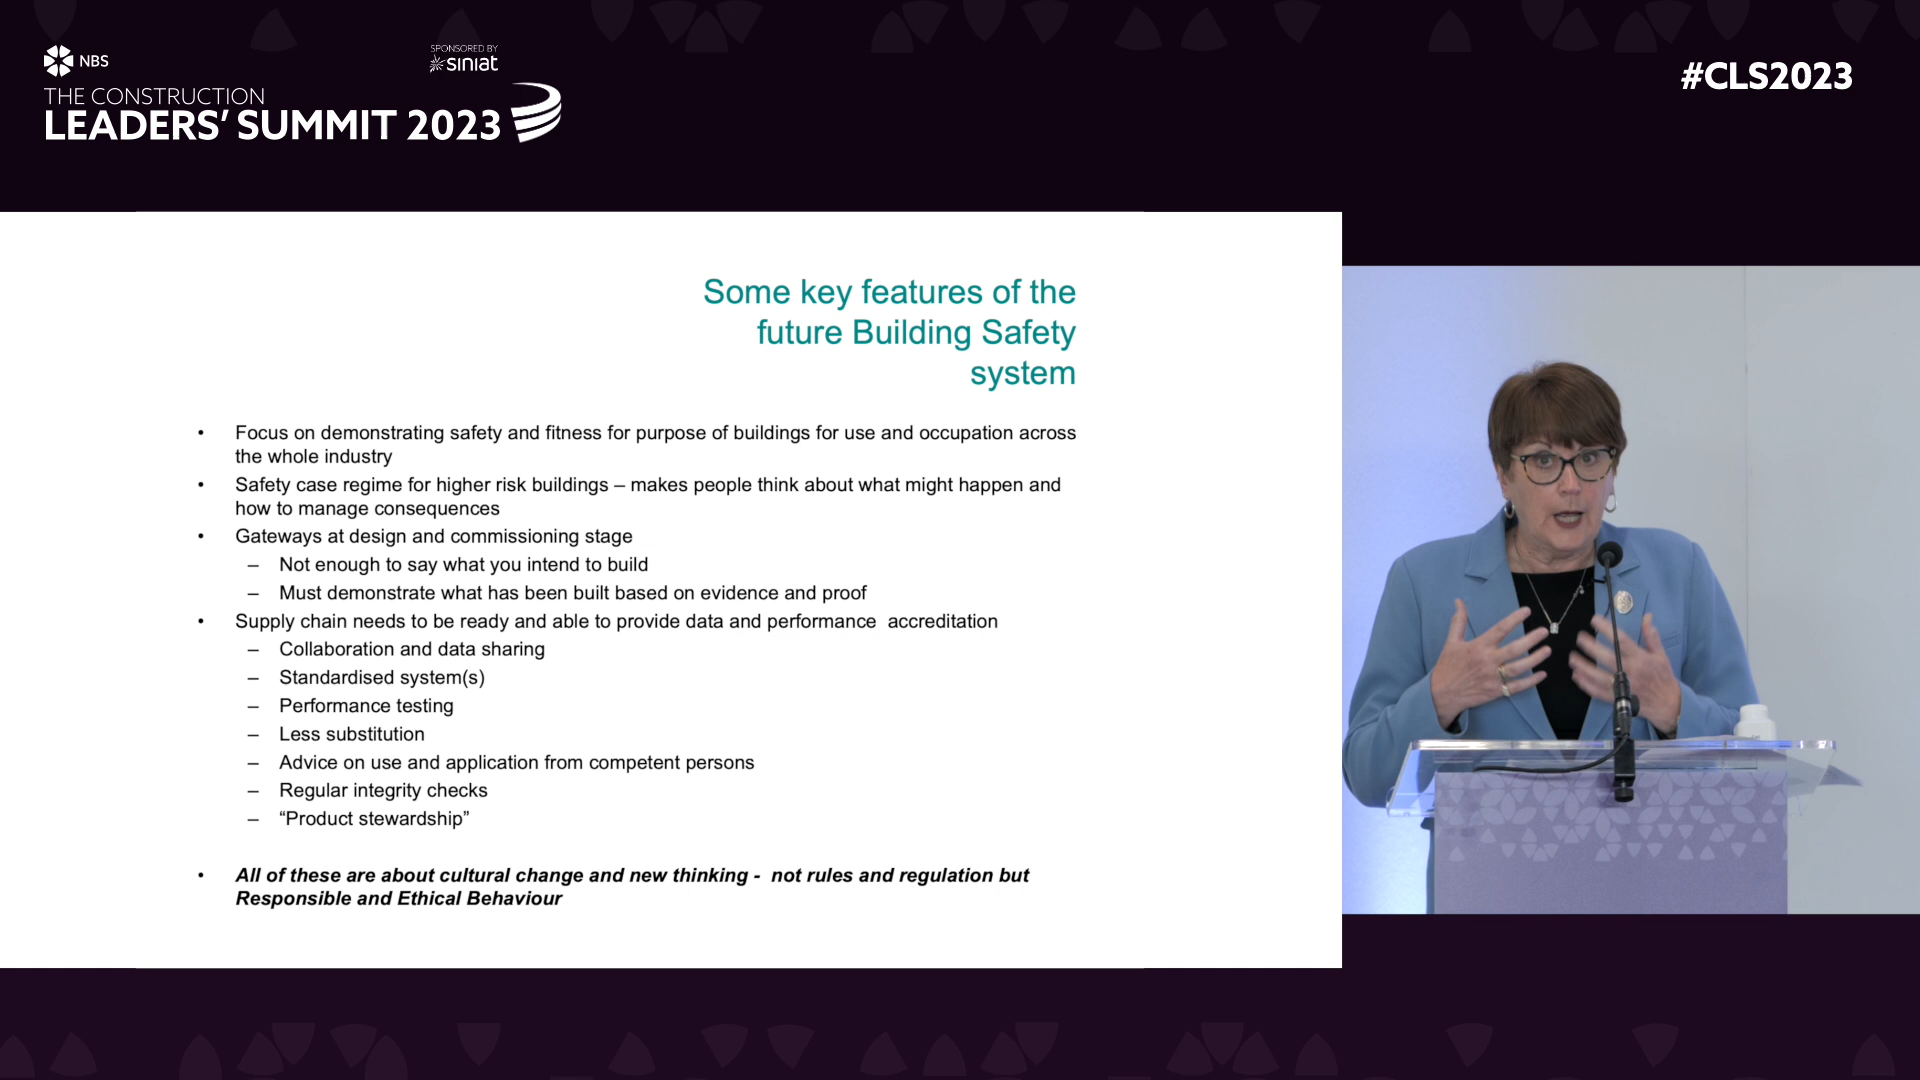 NBS
SPONSORED BY
siniat
THE CONSTRUCTION
LEADERS' SUMMIT 2023
#CLS2023
Some key features of the
future Building Safety
system
• Focus on demonstrating safety and fitness for purpose of buildings for use and occupation across
the whole industry
• Safety case regime for higher risk buildings – makes people think about what might happen and
how to manage consequences
• Gateways at design and commissioning stage
– Not enough to say what you intend to build
– Must demonstrate what has been built based on evidence and proof
• Supply chain needs to be ready and able to provide data and performance  accreditation
– Collaboration and data sharing
– Standardised system(s)
– Performance testing
– Less substitution
– Advice on use and application from competent persons
– Regular integrity checks
– “Product stewardship”
• All of these are about cultural change and new thinking -  not rules and regulation but
Responsible and Ethical Behaviour